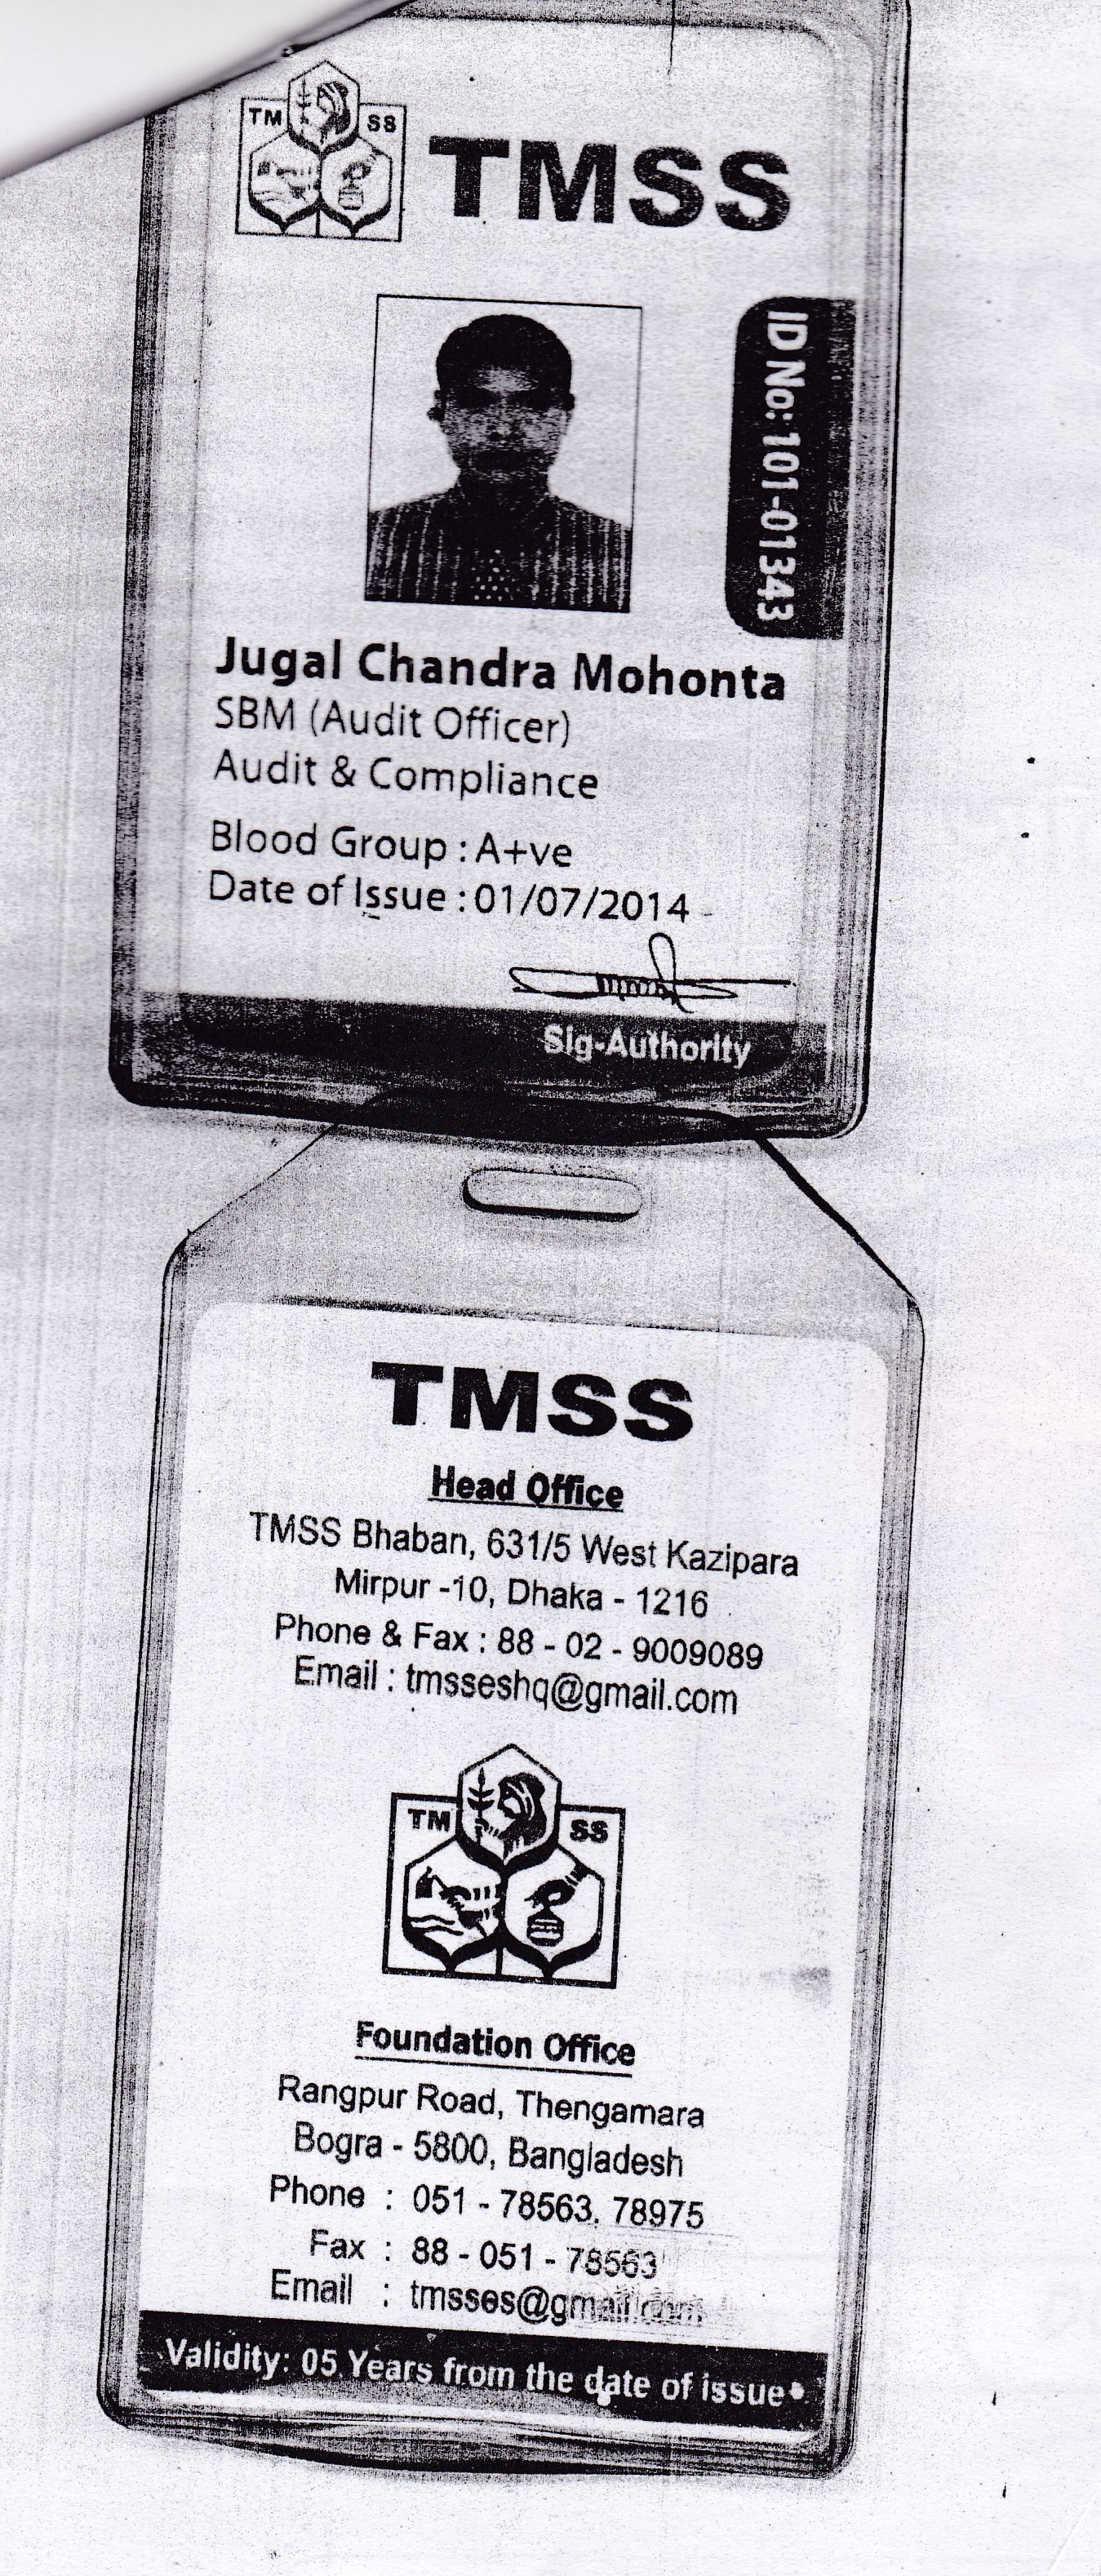 TM SS
TMSS
ID No: 101-01343
Jugal Chandra Mohonta
SBM (Audit Officer)
Audit & Compliance
Blood Group : A+ve
Date of Issue : 01/07/2014
Sig-Authority
TMSS
Head Office
TMSS Bhaban, 631/5 West Kazipara
Mirpur -10, Dhaka - 1216
Phone & Fax : 88 - 02 - 9009089
Email : tmsseshq@gmail.com
TM SS
Foundation Office
Rangpur Road, Thengamara
Bogra - 5800, Bangladesh
Phone : 051 - 78563, 78975
Fax : 88 - 051 - 78563
Email : tmsses@gmail.com
Validity: 05 Years from the date of issue